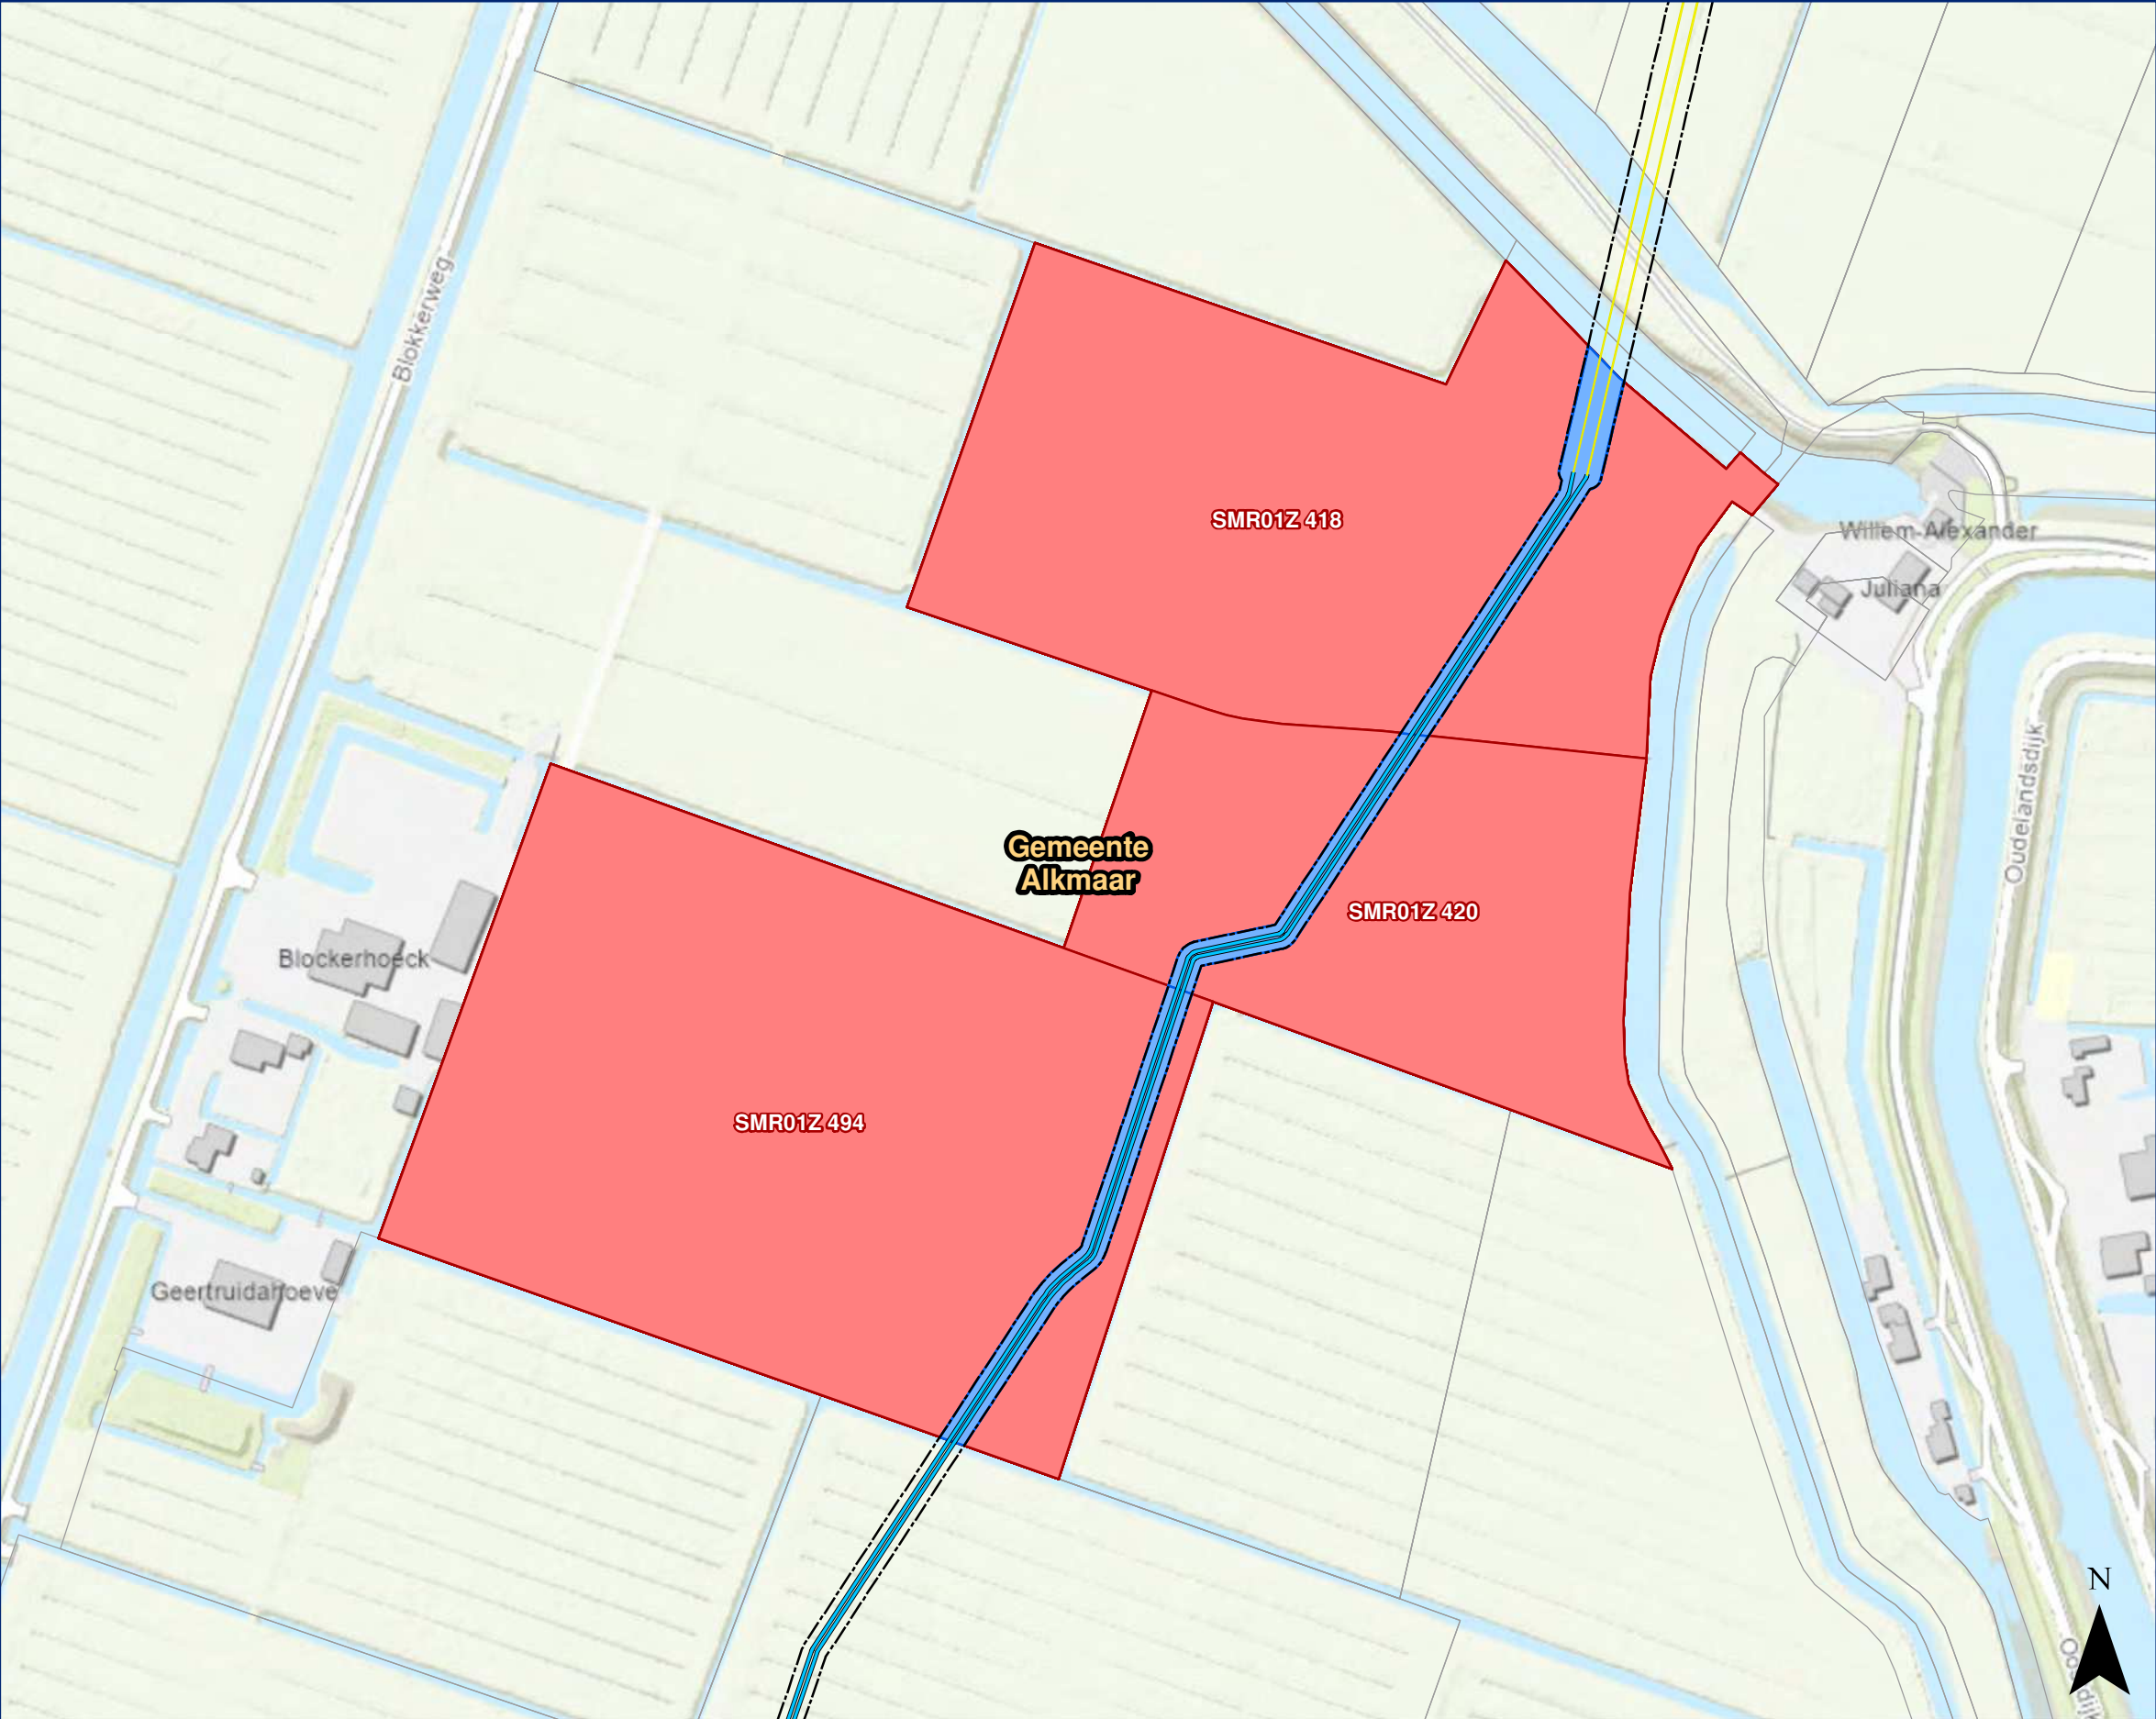 Blokkerweg
SMR01Z 418
Willem-Alexander
Juliana
Oudelandsdijk
Gemeente
Alkmaar
SMR01Z 420
Blockerhoeck
SMR01Z 494
Geertruidahoeve
N